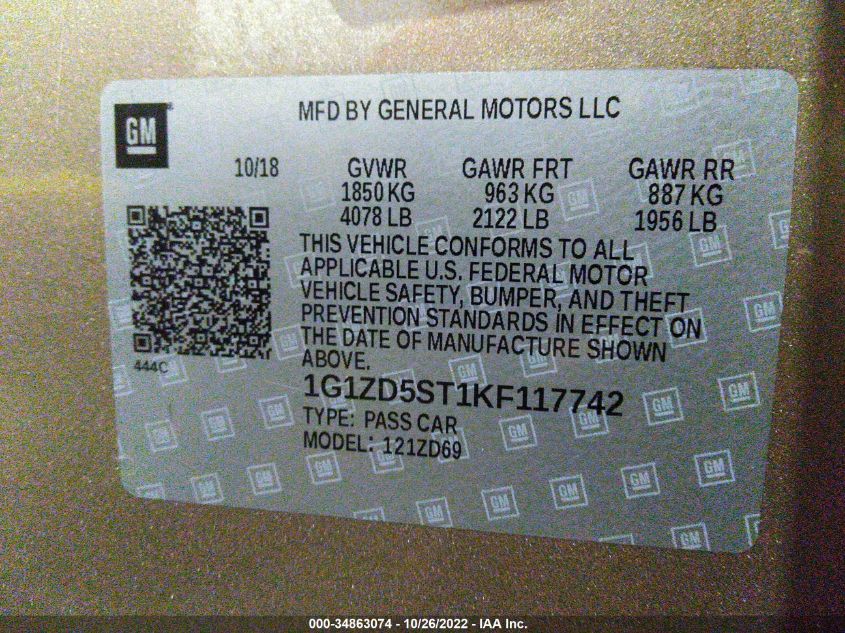 MFD BY GENERAL MOTORS LLC
GM
10/18 GVWR GAWR FRT GAWR RR
1850 KG 963 KG 887 KG
4078 LB 2122 LB 1956 LB
THIS VEHICLE CONFORMS TO ALL
APPLICABLE U.S. FEDERAL MOTOR
VEHICLE SAFETY, BUMPER, AND THEFT
PREVENTION STANDARDS IN EFFECT ON
THE DATE OF MANUFACTURE SHOWN
ABOVE.
444C
1G1ZD5ST1KF117742
TYPE: PASS CAR
MODEL: 121ZD69
000-34863074 - 10/26/2022 - IAA Inc.